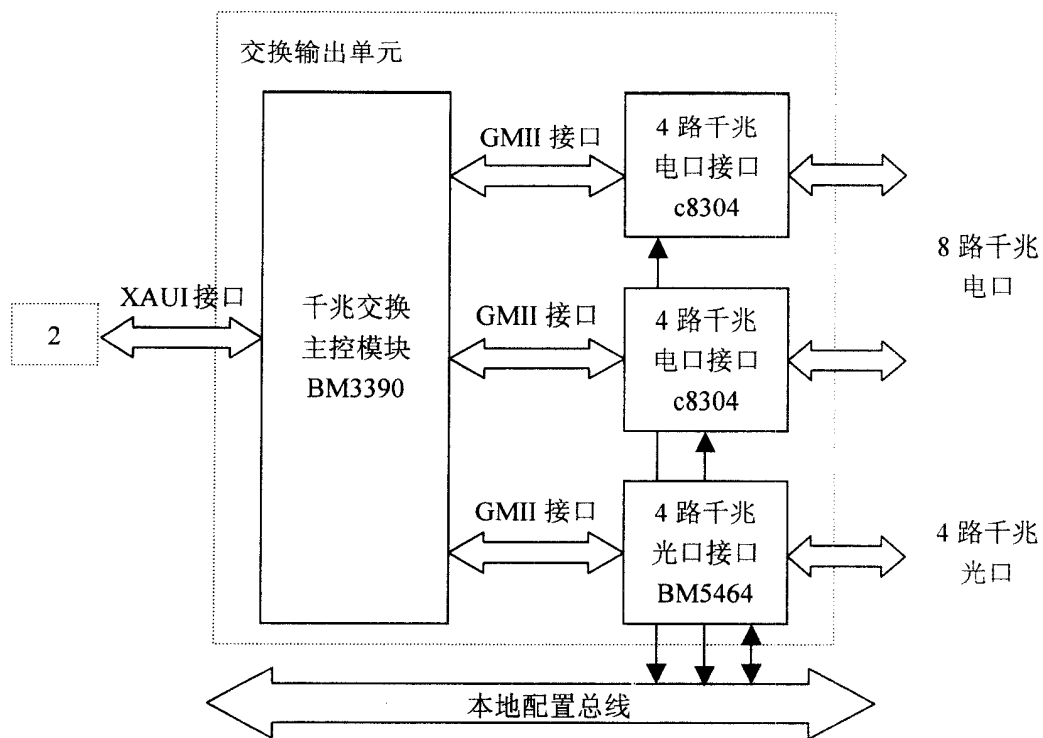 交换输出单元
4 路千兆
电口接口
c8304
GMII 接口
8 路千兆
电口
XAUI 接口
2
千兆交换
主控模块
BM3390
GMII 接口
4 路千兆
电口接口
c8304
GMII 接口
4 路千兆
光口接口
BM5464
4 路千兆
光口
本地配置总线